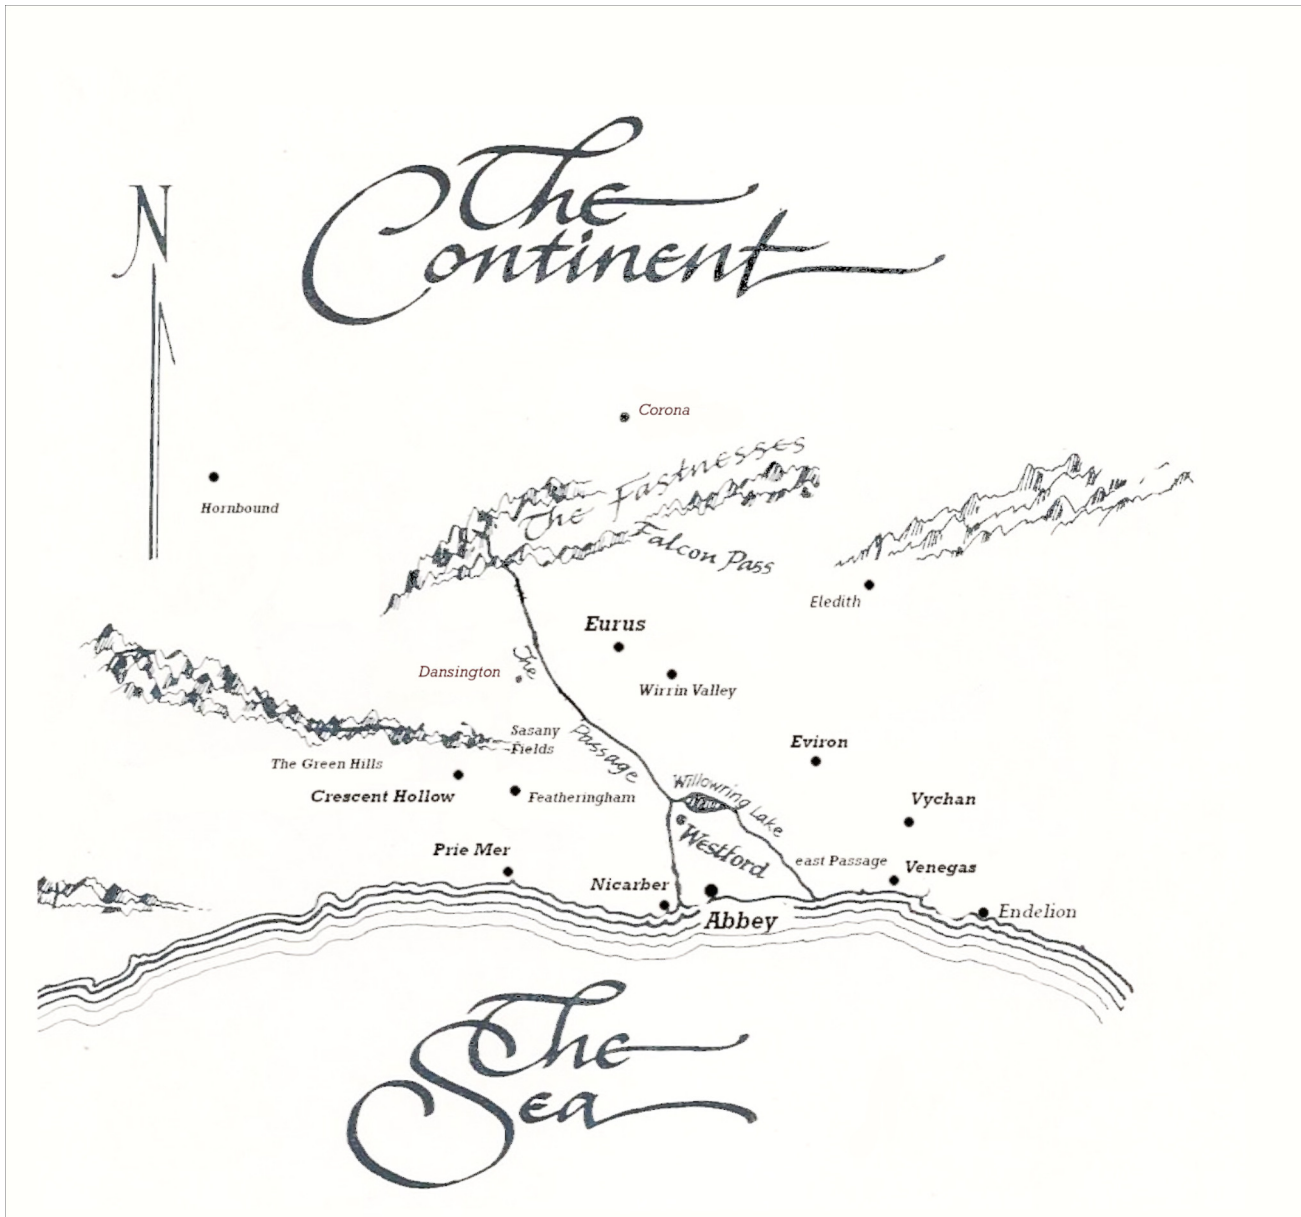 The
Continent
N
Corona
The Fastnesses
Hornbound
Falcon Pass
Eledith
Eurus
Dansington
The
Passage
Wirrin Valley
Sasany
Fields
The Green Hills
Eviron
Crescent Hollow
Featheringham
Willowring Lake
Vychan
Westford
Prie Mer
east Passage
Venegas
Nicarber
Abbey
Endelion
The
Sea